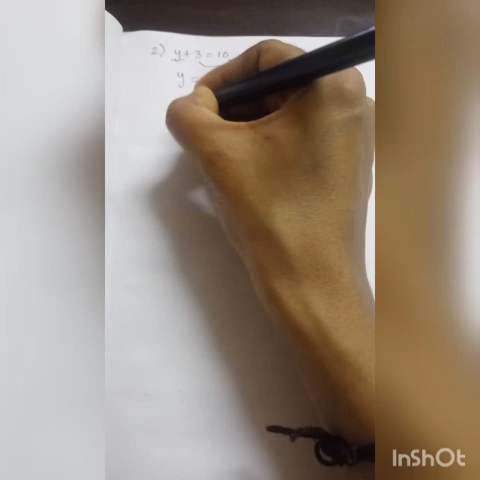 2) y + 3 = 10
y =
InShOt